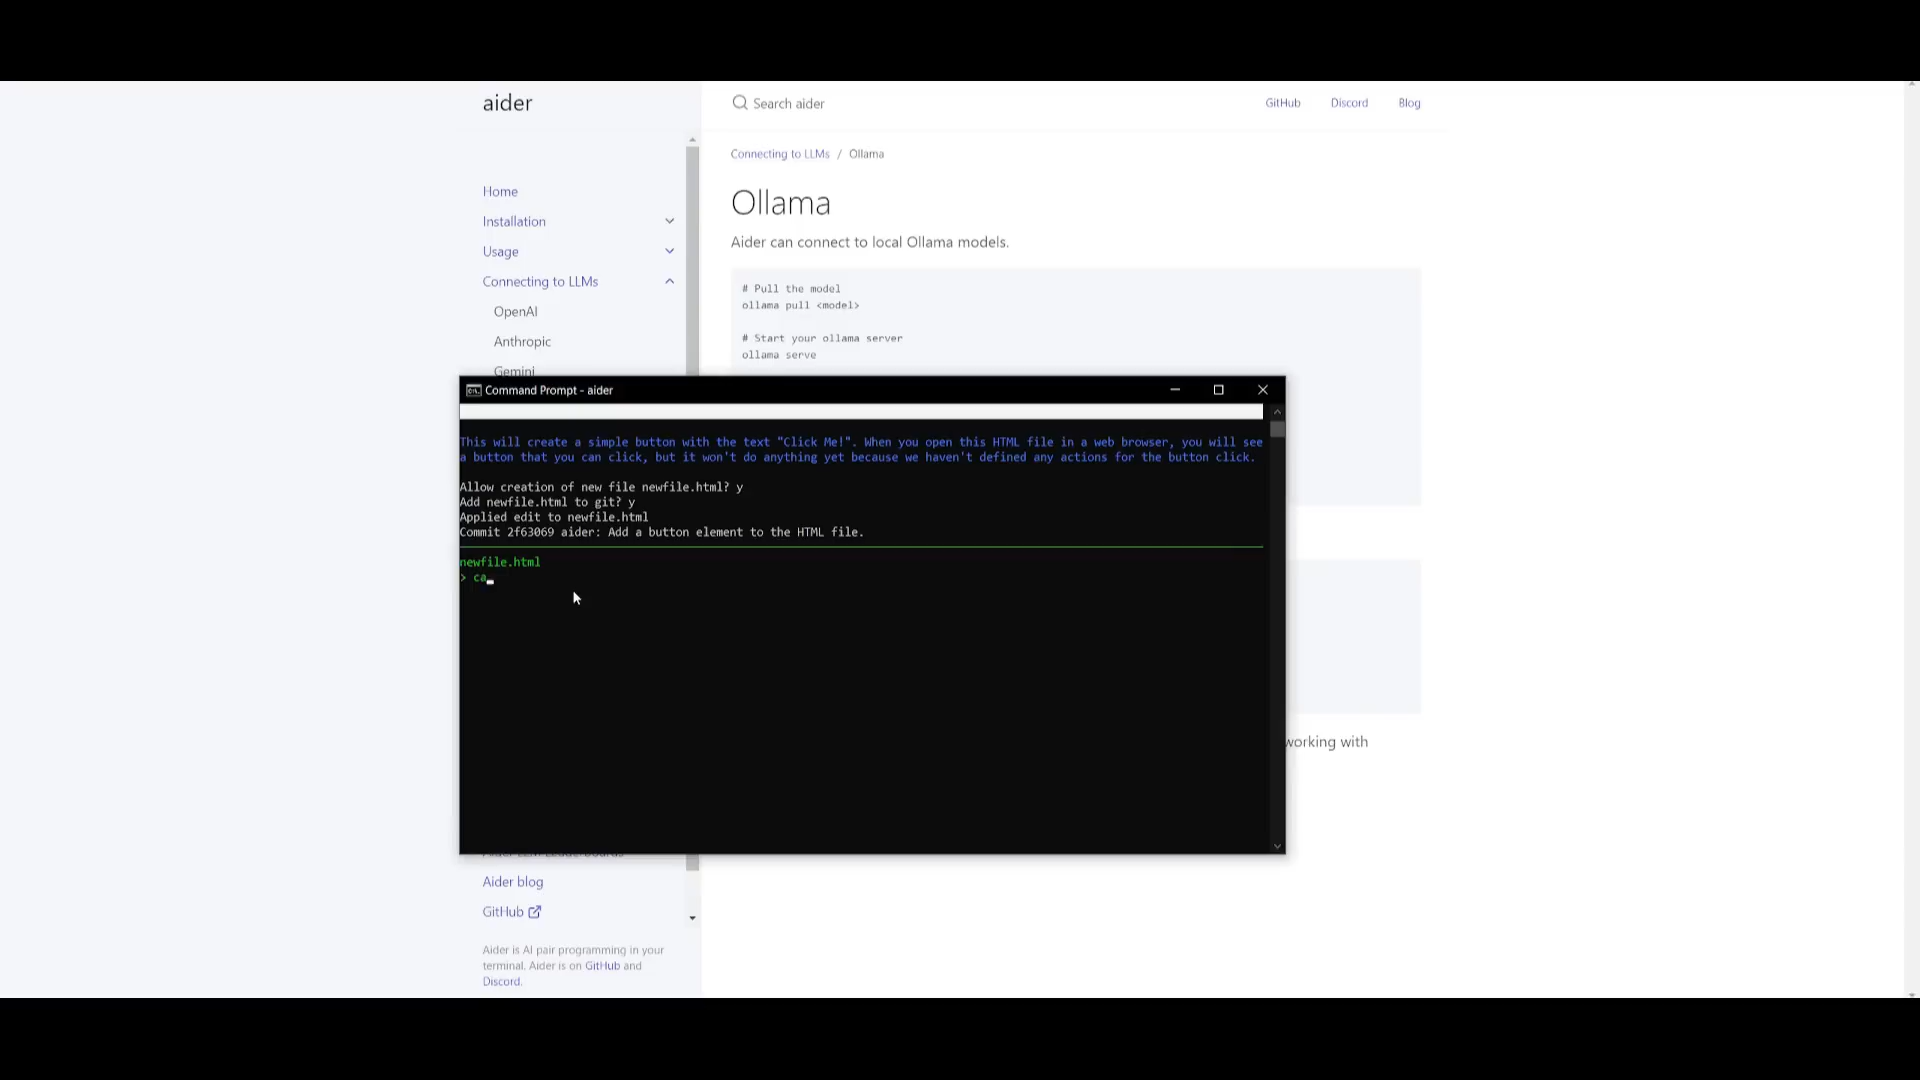 aider
Search aider
GitHub
Discord
Blog
Home
Installation
Usage
Connecting to LLMs
OpenAI
Anthropic
Gemini
Connecting to LLMs / Ollama
Ollama
Aider can connect to local Ollama models.
# Pull the model
ollama pull <model>
# Start your ollama server
ollama serve
Command Prompt - aider
This will create a simple button with the text "Click Me!". When you open this HTML file in a web browser, you will see
a button that you can click, but it won't do anything yet because we haven't defined any actions for the button click.
Allow creation of new file newfile.html? y
Add newfile.html to git? y
Applied edit to newfile.html
Commit 2f63069 aider: Add a button element to the HTML file.
newfile.html
> ca
working with
Aider blog
GitHub
Aider is AI pair programming in your
terminal. Aider is on GitHub and
Discord.